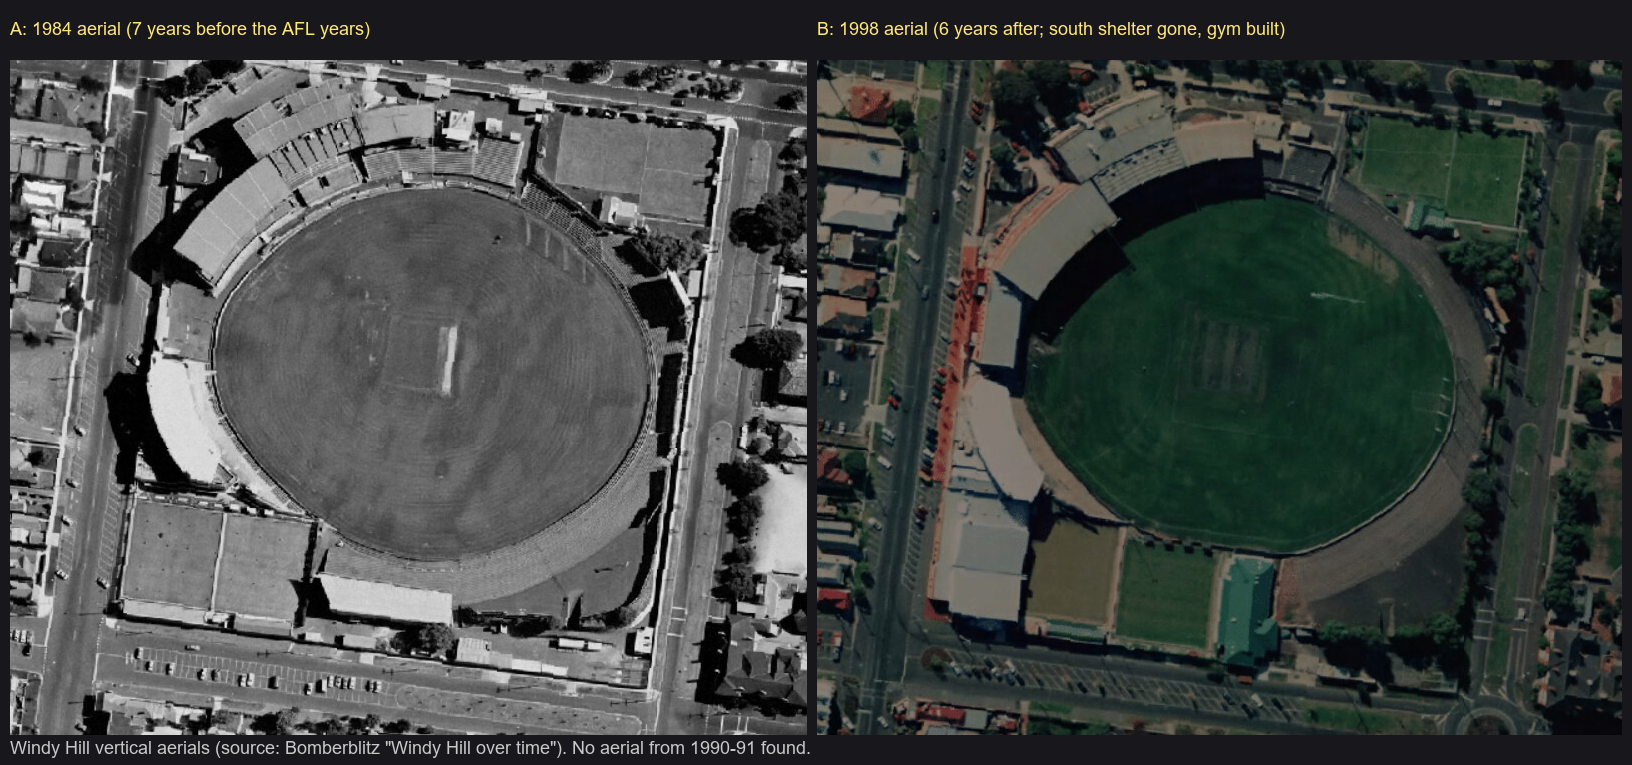 A: 1984 aerial (7 years before the AFL years)
B: 1998 aerial (6 years after; south shelter gone, gym built)
Windy Hill vertical aerials (source: Bomberblitz "Windy Hill over time"). No aerial from 1990-91 found.